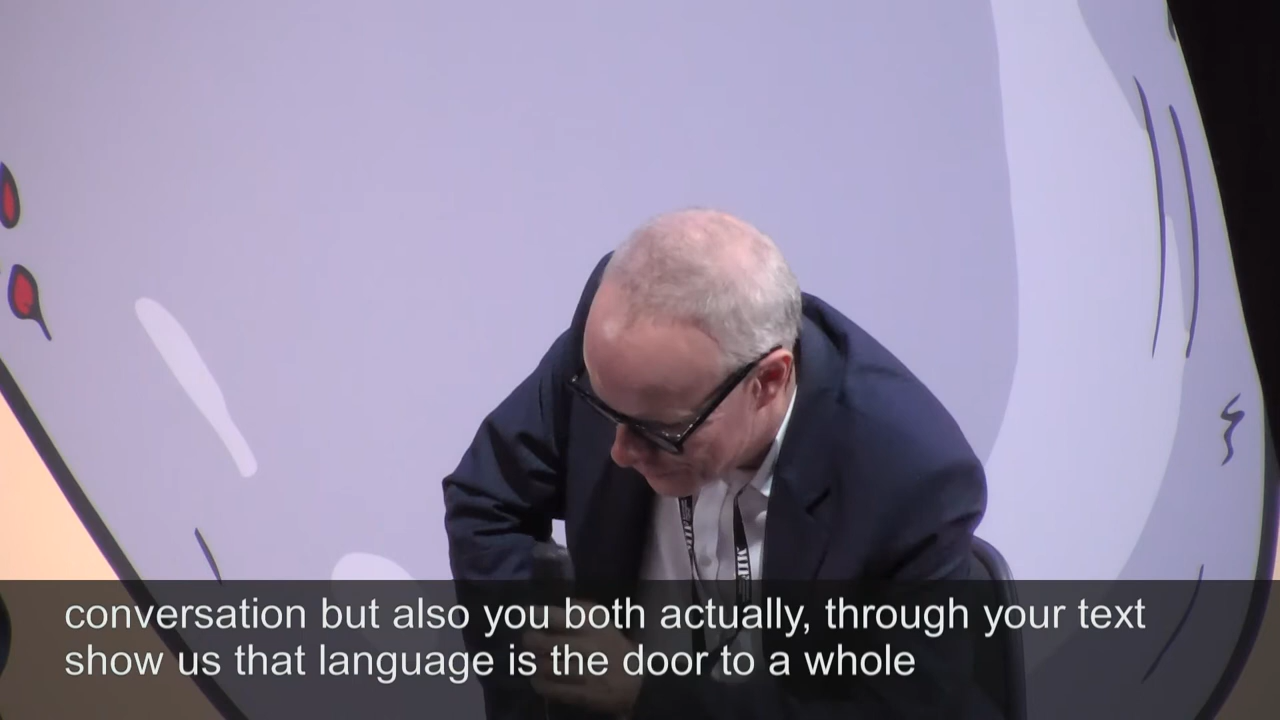 conversation but also you both actually, through your text
show us that language is the door to a whole